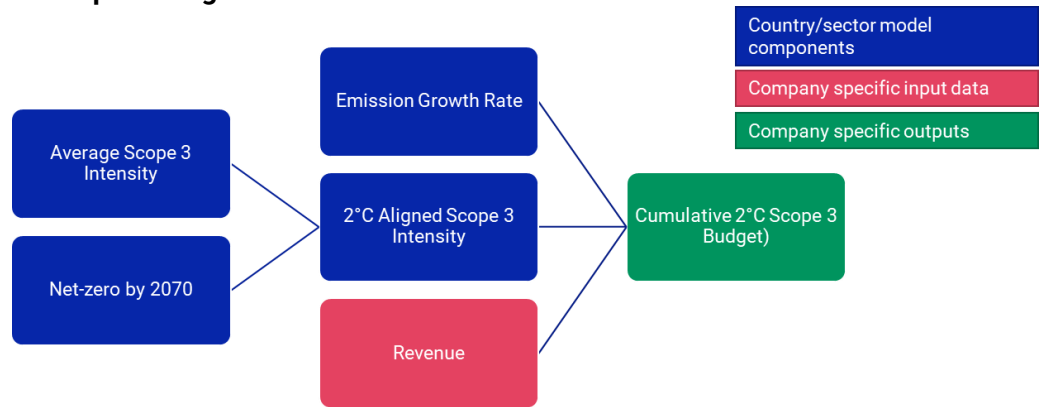 Country/sector model
components
Company specific input data
Company specific outputs
Emission Growth Rate
Average Scope 3
Intensity
2°C Aligned Scope 3
Intensity
Cumulative 2°C Scope 3
Budget)
Net-zero by 2070
Revenue